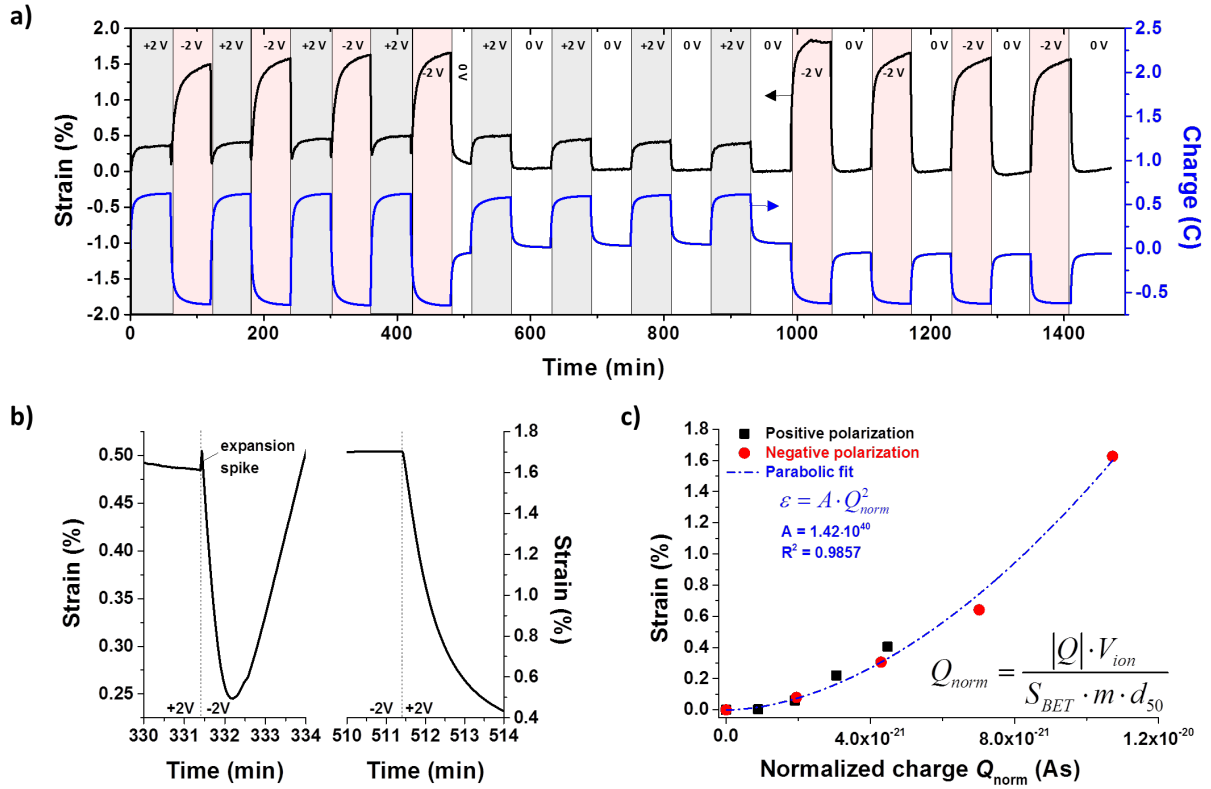 a)
+2 V -2 V +2 V -2 V +2 V -2 V +2 V -2 V 0 V +2 V 0 V +2 V 0 V +2 V 0 V +2 V 0 V -2 V 0 V -2 V 0 V -2 V 0 V -2 V 0 V
2.0
1.5
1.0
0.5
0.0
-0.5
-1.0
-1.5
-2.0
Strain (%)
2.5
2.0
1.5
1.0
0.5
0.0
-0.5
Charge (C)
0 200 400 600 800 1000 1200 1400
Time (min)
b)
0.50
0.45
0.40
0.35
0.30
0.25
Strain (%)
expansion
spike
+2V -2V
330 331 332 333 334
Time (min)
-2V +2V
510 511 512 513 514
Time (min)
1.8
1.6
1.4
1.2
1.0
0.8
0.6
0.4
Strain (%)
c)
1.8
1.6
1.4
1.2
1.0
0.8
0.6
0.4
0.2
0.0
Strain (%)
Positive polarization
Negative polarization
Parabolic fit
ε = A · Q²norm
A = 1.42·10⁴⁰
R² = 0.9857
Qnorm = |Q| · Vion / SBET · m · d50
0.0 4.0x10⁻²¹ 8.0x10⁻²¹ 1.2x10⁻²⁰
Normalized charge Qnorm (As)